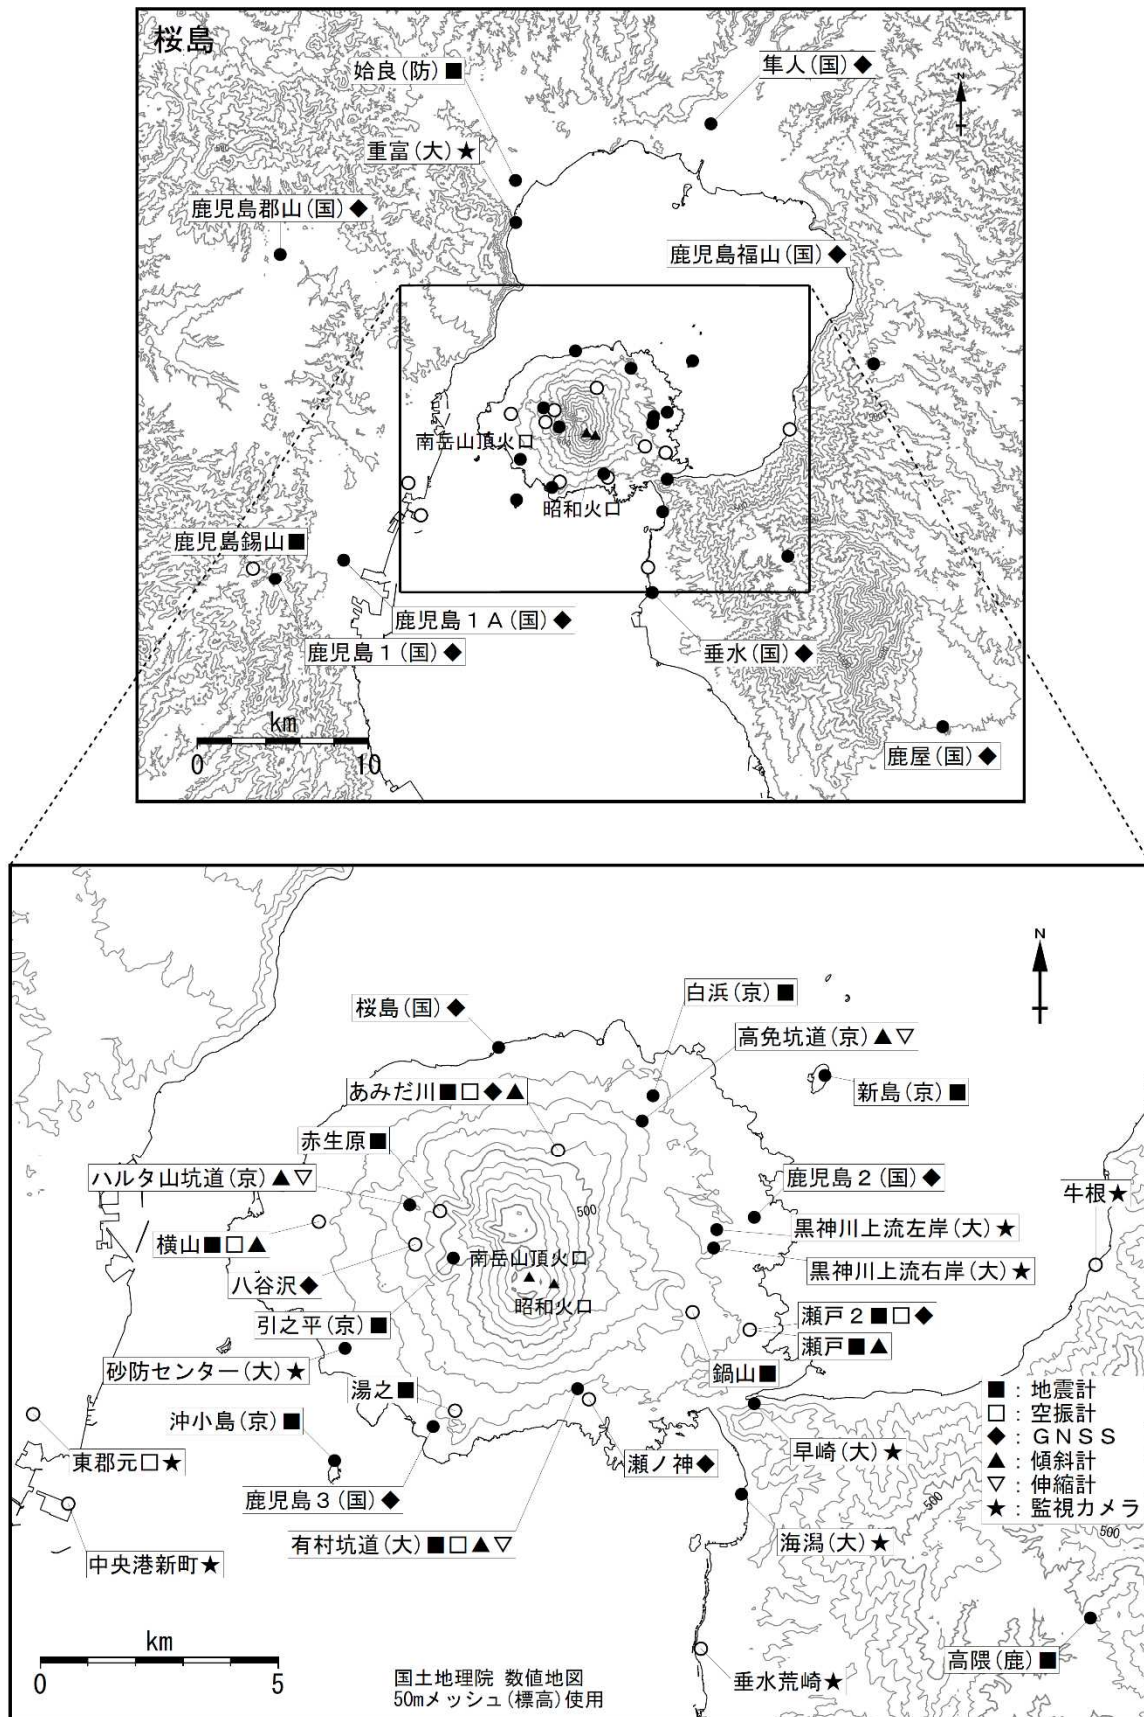 桜島
姶良(防)■
隼人(国)◆
N
重富(大)★
鹿児島郡山(国)◆
鹿児島福山(国)◆
南岳山頂火口
昭和火口
鹿児島錫山■
鹿児島1A(国)◆
鹿児島1(国)◆
垂水(国)◆
km
0 10
鹿屋(国)◆
N
白浜(京)■
桜島(国)◆
高免坑道(京)▲▽
あみだ川■□◆▲
新島(京)■
赤生原■
ハルタ山坑道(京)▲▽
鹿児島2(国)◆
牛根★
500
黒神川上流左岸(大)★
横山■□▲
南岳山頂火口
黒神川上流右岸(大)★
八谷沢◆
昭和火口
引之平(京)■
瀬戸2■□◆
瀬戸■▲
砂防センター(大)★
鍋山■
湯之■
■:地震計
沖小島(京)■
□:空振計
◆:GNSS
東郡元□★
早崎(大)★
▲:傾斜計
瀬ノ神◆
鹿児島3(国)◆
▽:伸縮計
★:監視カメラ
500
500
有村坑道(大)■□▲▽
海潟(大)★
中央港新町★
km
0 5
高隈(鹿)■
国土地理院 数値地図
50mメッシュ(標高)使用
垂水荒崎★